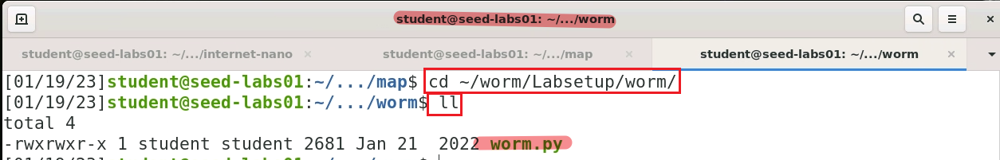 student@seed-labs01: ~/.../worm
student@seed-labs01: ~/.../internet-nano × student@seed-labs01: ~/.../map × student@seed-labs01: ~/.../worm ×
[01/19/23]student@seed-labs01:~/.../map$ cd ~/worm/Labsetup/worm/
[01/19/23]student@seed-labs01:~/.../worm$ ll
total 4
-rwxrwxr-x 1 student student 2681 Jan 21  2022 worm.py